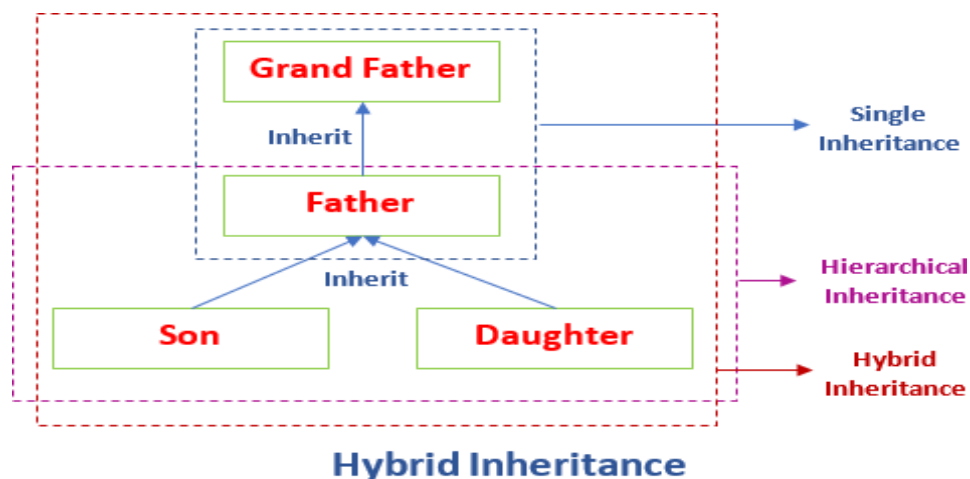 Grand Father
Inherit
Single
Inheritance
Father
Inherit
Hierarchical
Inheritance
Son
Daughter
Hybrid
Inheritance
Hybrid Inheritance